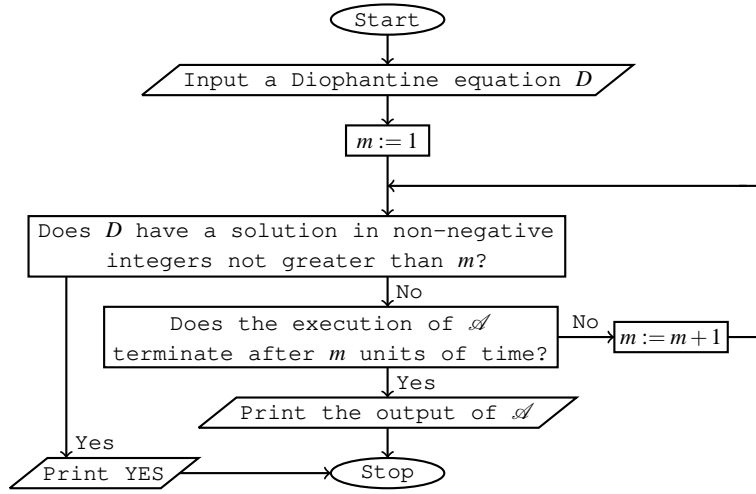 Start
Input a Diophantine equation D
m := 1
Does D have a solution in non-negative
integers not greater than m?
No
Does the execution of 𝒜
terminate after m units of time?
No
m := m+1
Yes
Print the output of 𝒜
Yes
Print YES
Stop